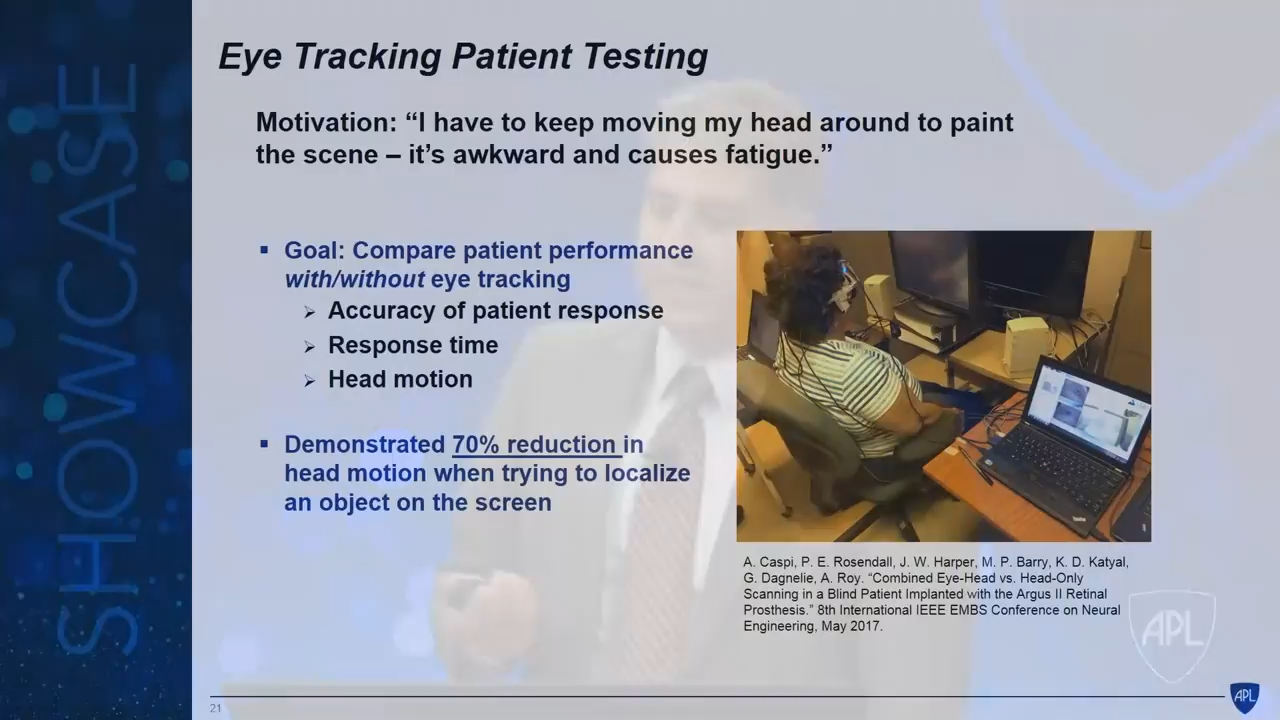 SHOWCASE
Eye Tracking Patient Testing
Motivation: “I have to keep moving my head around to paint
the scene – it’s awkward and causes fatigue.”
▪ Goal: Compare patient performance
with/without eye tracking
➢ Accuracy of patient response
➢ Response time
➢ Head motion
▪ Demonstrated 70% reduction in
head motion when trying to localize
an object on the screen
A. Caspi, P. E. Rosendall, J. W. Harper, M. P. Barry, K. D. Katyal,
G. Dagnelie, A. Roy. “Combined Eye-Head vs. Head-Only
Scanning in a Blind Patient Implanted with the Argus II Retinal
Prosthesis.” 8th International IEEE EMBS Conference on Neural
Engineering, May 2017.
APL
21
APL